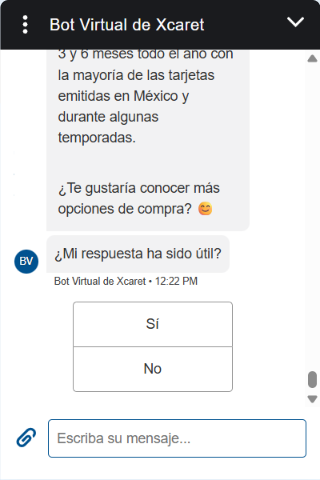 Bot Virtual de Xcaret
3 y 6 meses todo el año con
la mayoría de las tarjetas
emitidas en México y
durante algunas
temporadas.
¿Te gustaría conocer más
opciones de compra? 😊
¿Mi respuesta ha sido útil?
BV
Bot Virtual de Xcaret • 12:22 PM
Sí
No
Escriba su mensaje...